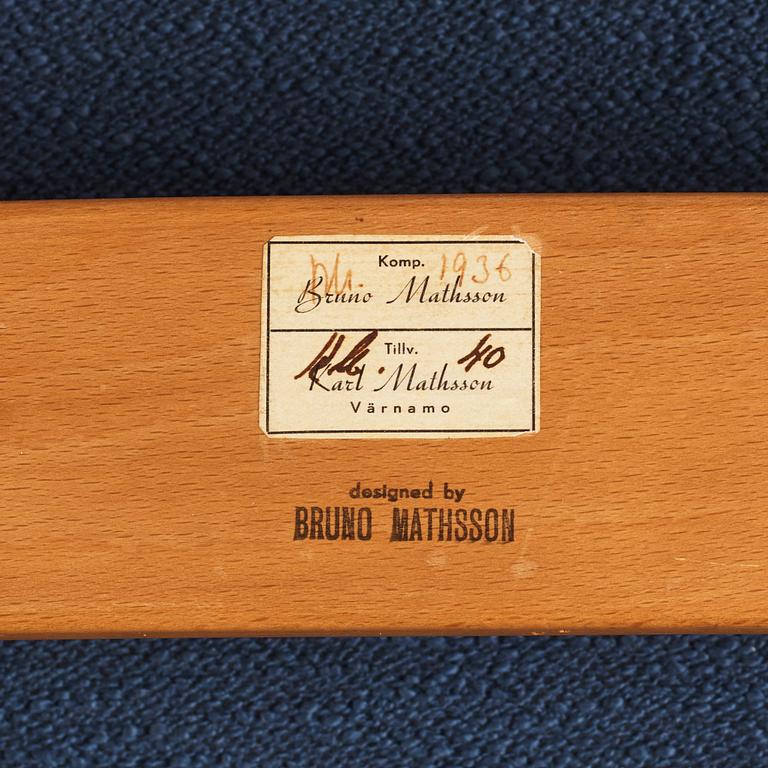 Komp. 1936
Bruno Mathsson
Tillv. 40
Karl Mathsson
Värnamo
designed by
BRUNO MATHSSON